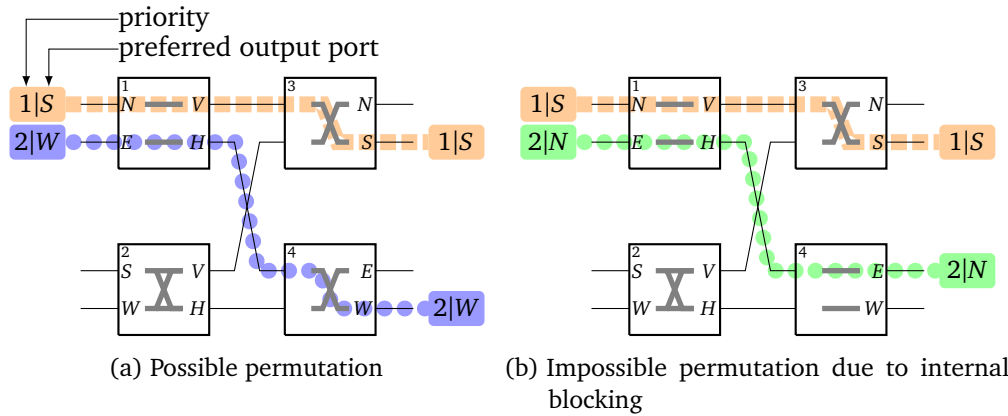 priority
preferred output port
1|S
2|W
1
N
V
E
H
3
N
S
1|S
2
S
V
W
H
4
E
W
2|W
(a) Possible permutation
1|S
2|N
1
N
V
E
H
3
N
S
1|S
2
S
V
W
H
4
E
W
2|N
(b) Impossible permutation due to internal
blocking